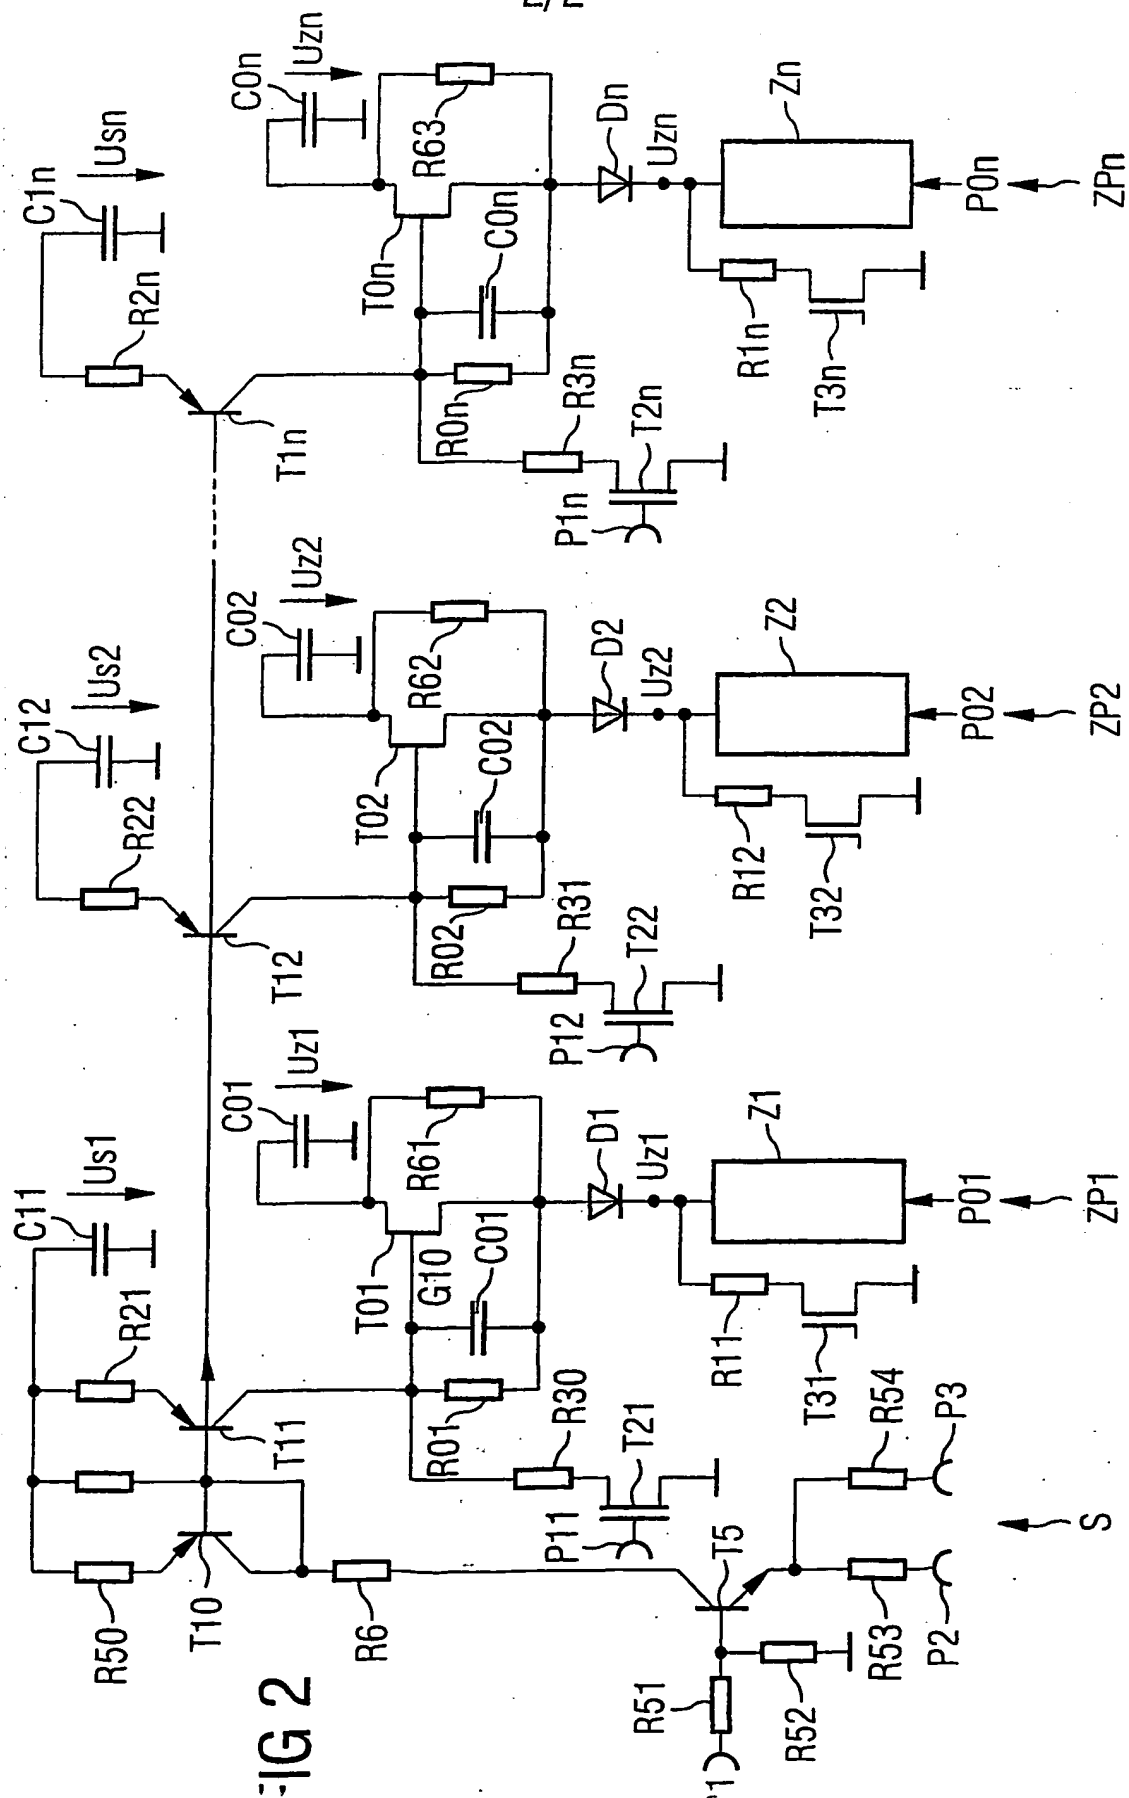 FIG 2
C11
Us1
C12
Us2
C1n
Usn
R50
R21
R22
R2n
T10
T11
T12
T1n
C01
Uz1
C02
Uz2
C0n
Uzn
R6
T01
G10
R61
T02
R62
T0n
R63
R01
C01
R02
C02
R0n
C0n
R30
R31
R3n
P11
T21
P12
T22
P1n
T2n
D1
Uz1
D2
Uz2
Dn
Uzn
R51
R52
T5
R11
Z1
R12
Z2
R1n
Zn
T31
T32
T3n
R53
R54
P2
P3
P01
P02
P0n
S
ZP1
ZP2
ZPn